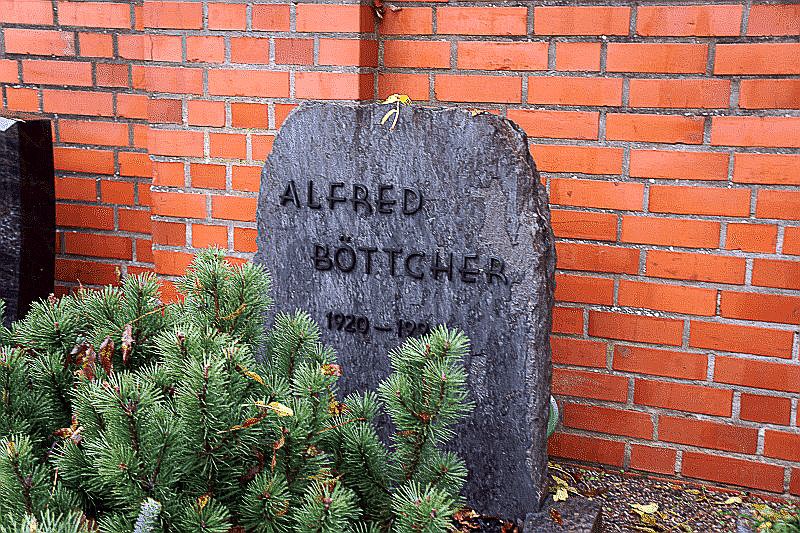 ALFRED
BÖTTCHER
1920 –